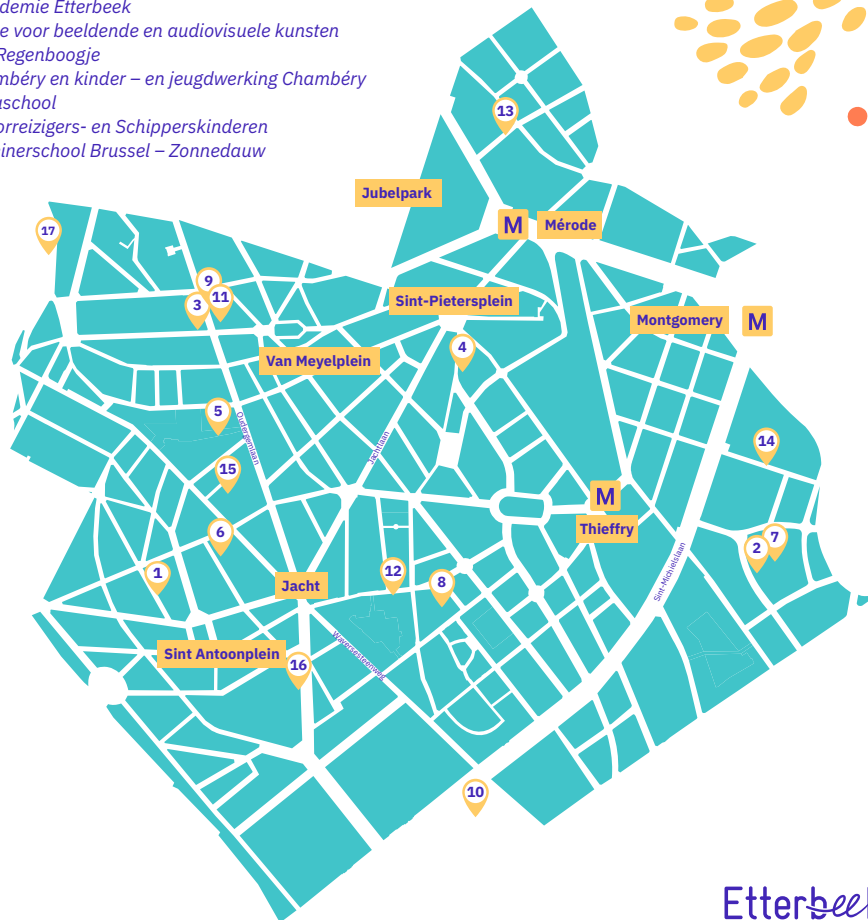 demie Etterbeek
e voor beeldende en audiovisuele kunsten
Regenboogje
mbéry en kinder – en jeugdwerking Chambéry
uschool
orreizigers- en Schipperskinderen
inerschool Brussel – Zonnedauw
13
Jubelpark
17
M Mérode
9
3 11
Sint-Pietersplein
Montgomery M
4
Van Meyelplein
5
Oudergemlaan
Jachtlaan
14
15
M
Thieffry
6
2 7
1
Jacht
12
8
Sint-Michielslaan
Sint Antoonplein
16
Waversesteenweg
10
Etterbee